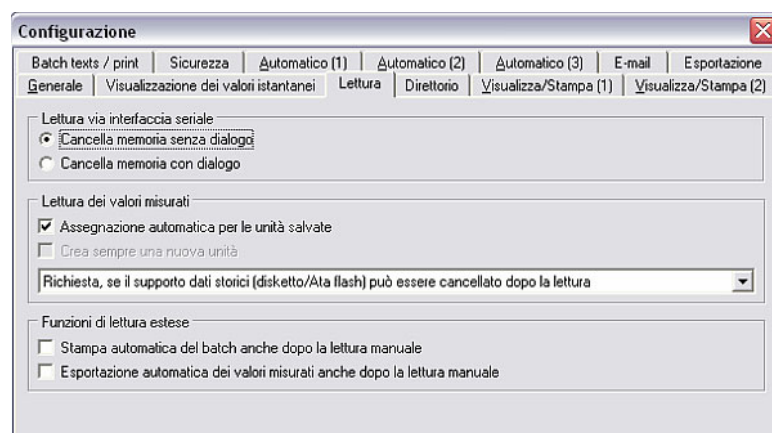 Configurazione
Batch texts / print Sicurezza Automatico (1) Automatico (2) Automatico (3) E-mail Esportazione
Generale Visualizzazione dei valori istantanei Lettura Direttorio Visualizza/Stampa (1) Visualizza/Stampa (2)
Lettura via interfaccia seriale
Cancella memoria senza dialogo
Cancella memoria con dialogo
Lettura dei valori misurati
Assegnazione automatica per le unità salvate
Crea sempre una nuova unità
Richiesta, se il supporto dati storici (disketto/Ata flash) può essere cancellato dopo la lettura
Funzioni di lettura estese
Stampa automatica del batch anche dopo la lettura manuale
Esportazione automatica dei valori misurati anche dopo la lettura manuale